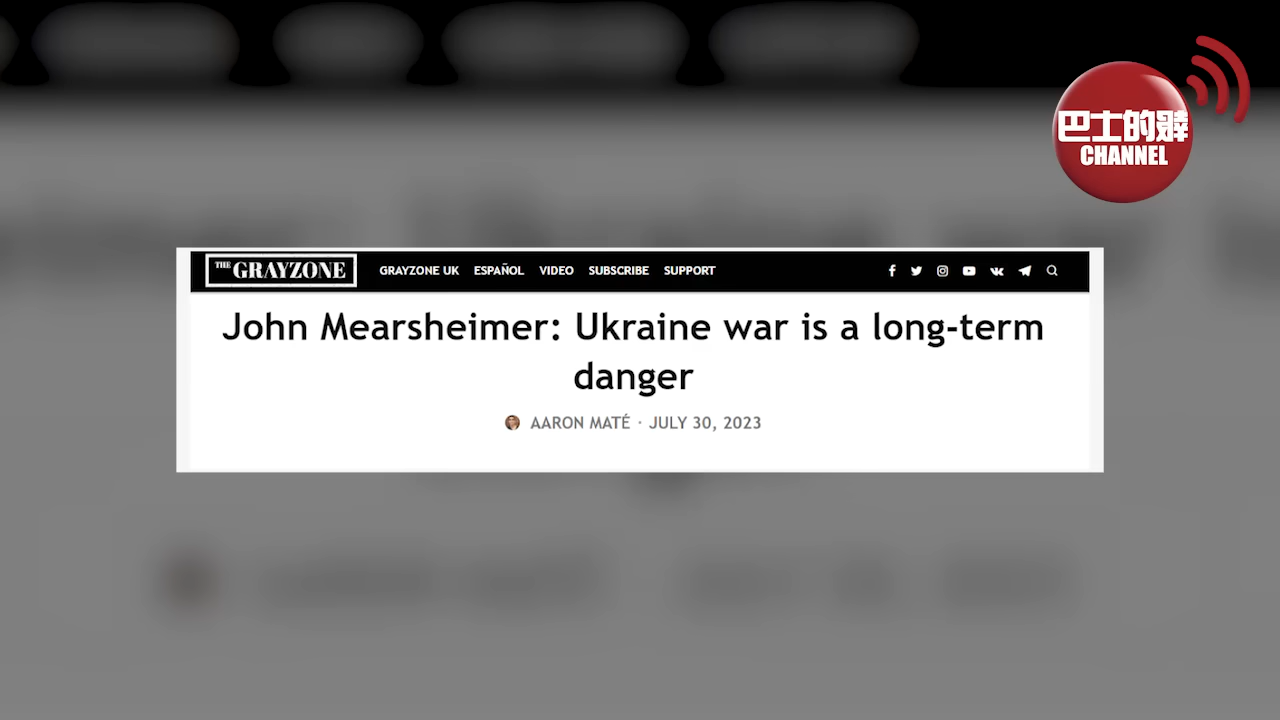 巴士的報
CHANNEL
THE GRAYZONE GRAYZONE UK ESPAÑOL VIDEO SUBSCRIBE SUPPORT
John Mearsheimer: Ukraine war is a long-term
danger
AARON MATÉ · JULY 30, 2023